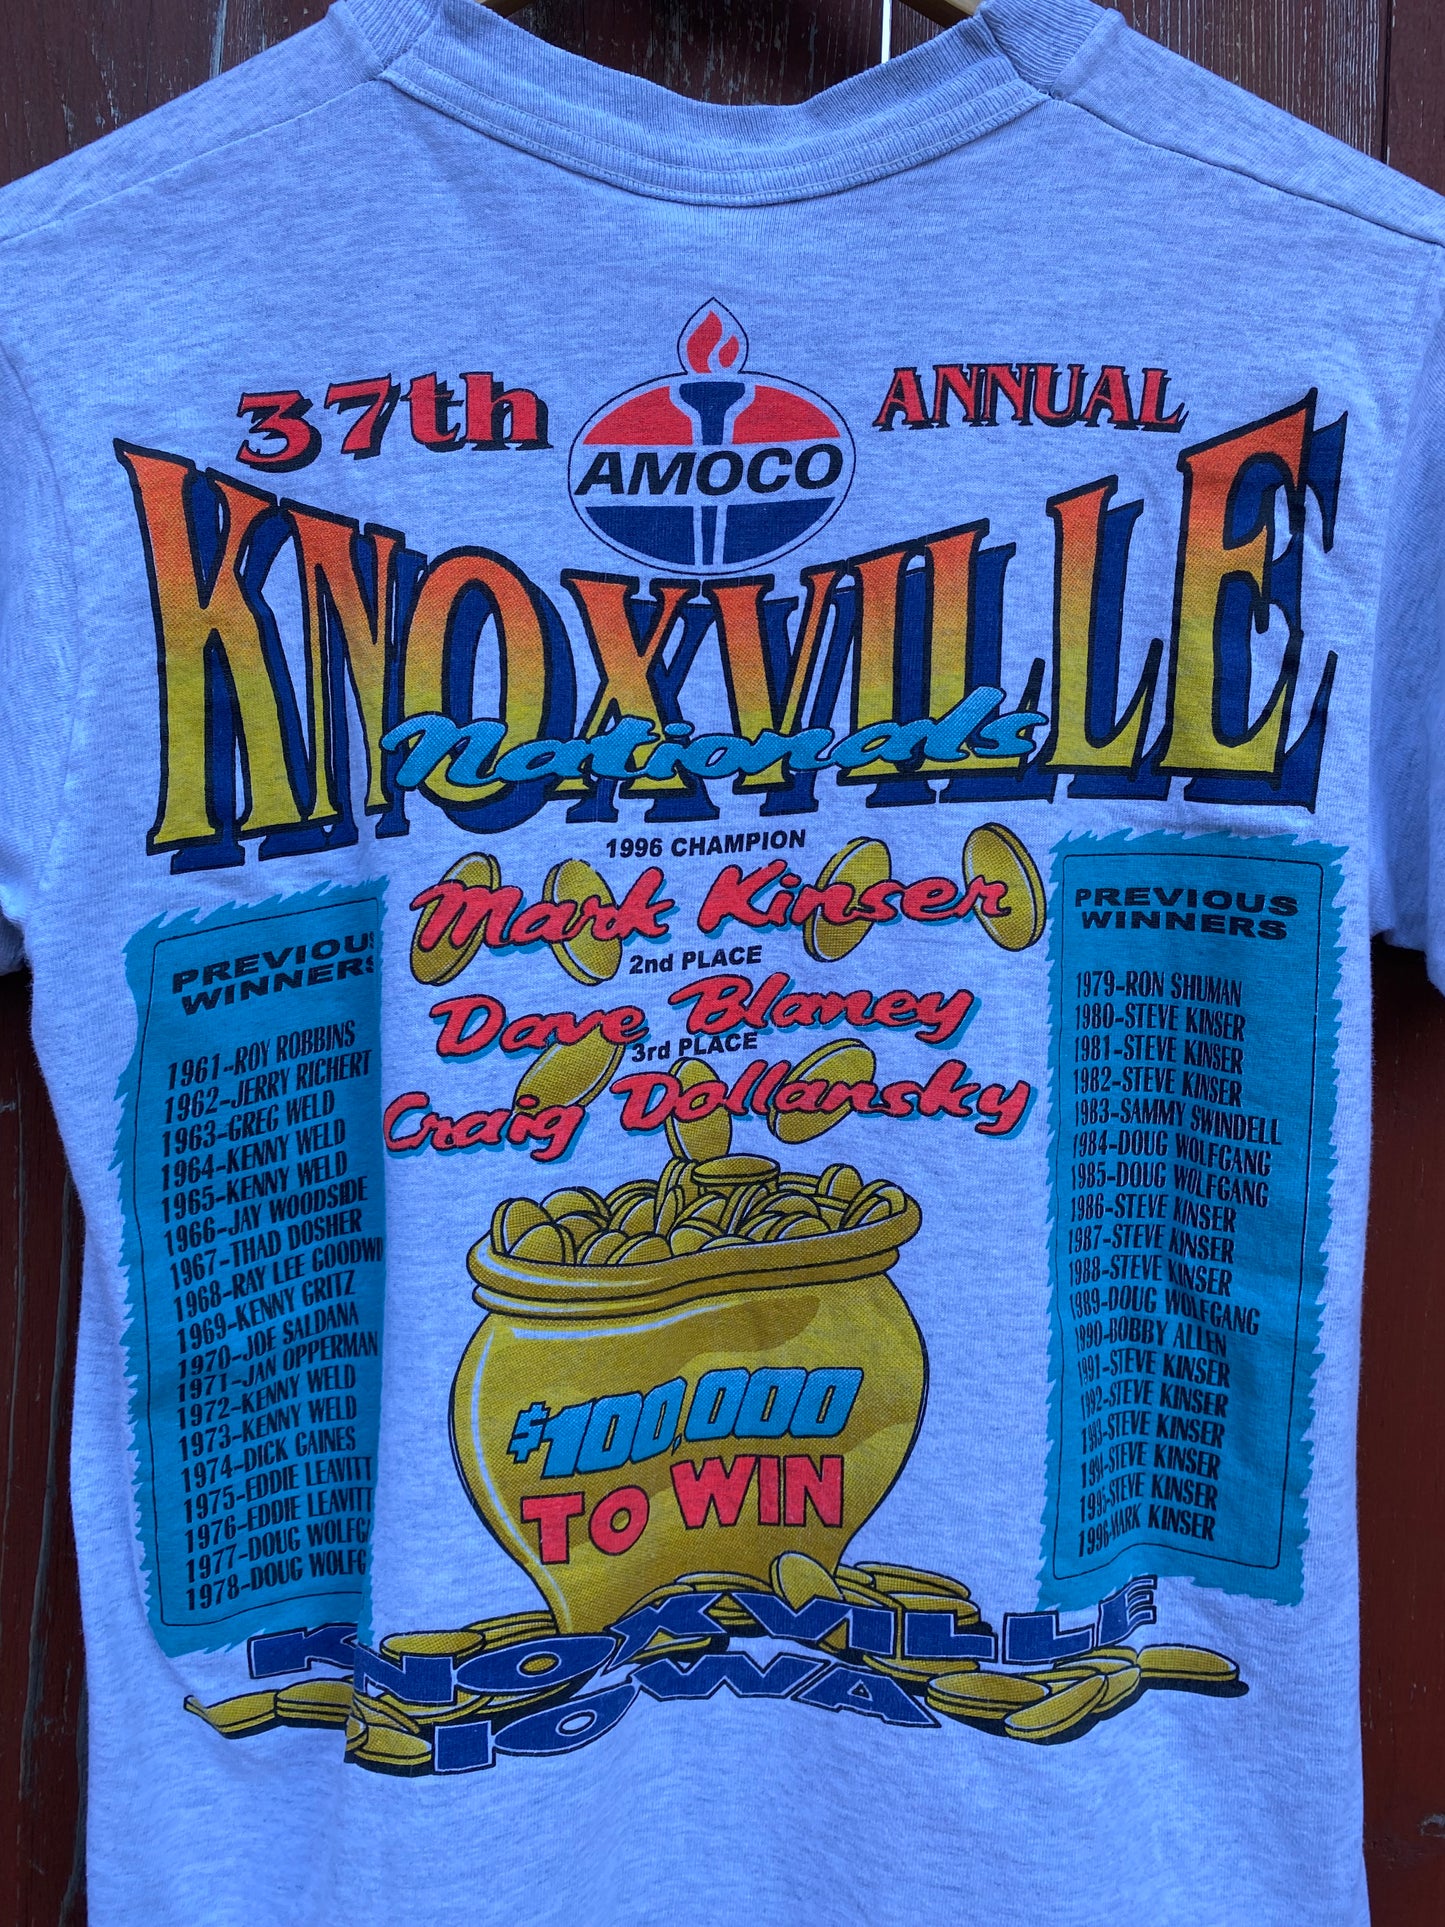 37th
AMOCO
ANNUAL
KNOXVILLE
Nationals
1996 CHAMPION
Mark Kinser
2nd PLACE
Dave Blaney
3rd PLACE
Craig Dollansky
PREVIOUS
WINNERS
1961-ROY ROBBINS
1962-JERRY RICHERT
1963-GREG WELD
1964-KENNY WELD
1965-KENNY WELD
1966-JAY WOODSIDE
1967-THAD DOSHER
1968-RAY LEE GOODWI
1969-KENNY GRITZ
1970-JOE SALDANA
1971-JAN OPPERMAN
1972-KENNY WELD
1973-KENNY WELD
1974-DICK GAINES
1975-EDDIE LEAVITT
1976-EDDIE LEAVITT
1977-DOUG WOLFG
1978-DOUG WOLFG
PREVIOUS
WINNERS
1979-RON SHUMAN
1980-STEVE KINSER
1981-STEVE KINSER
1982-STEVE KINSER
1983-SAMMY SWINDELL
1984-DOUG WOLFGANG
1985-DOUG WOLFGANG
1986-STEVE KINSER
1987-STEVE KINSER
1988-STEVE KINSER
1989-DOUG WOLFGANG
1990-BOBBY ALLEN
1991-STEVE KINSER
1992-STEVE KINSER
1993-STEVE KINSER
1994-STEVE KINSER
1995-STEVE KINSER
1996-MARK KINSER
$100,000
TO WIN
KNOXVILLE
IOWA